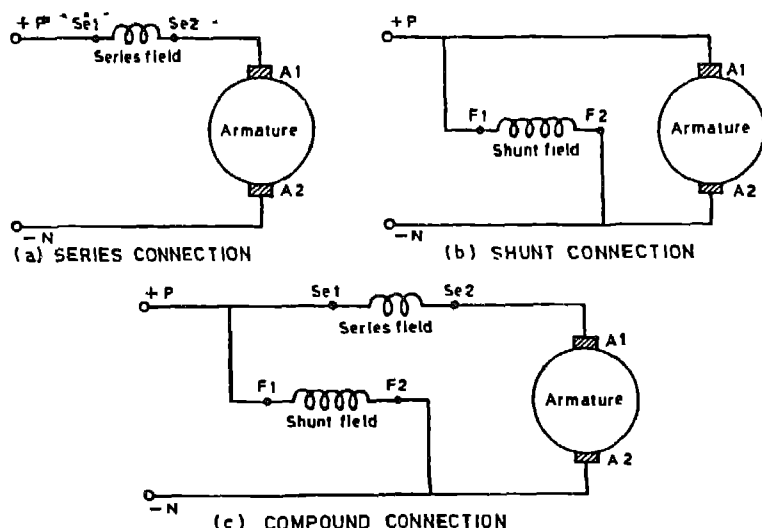 + P
Se1
Se2
Series field
A1
Armature
A2
- N
(a) SERIES CONNECTION
+ P
F1
F2
Shunt field
A1
Armature
A2
- N
(b) SHUNT CONNECTION
+ P
Se1
Se2
Series field
F1
F2
Shunt field
A1
Armature
A2
- N
(c) COMPOUND CONNECTION